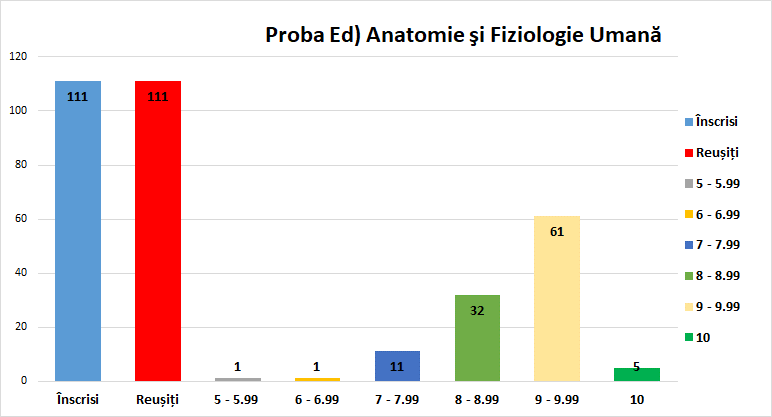 Proba Ed) Anatomie şi Fiziologie Umană
120
100
80
60
40
20
0
111
111
1
1
11
32
61
5
Înscrisi
Reușiți
5 - 5.99
6 - 6.99
7 - 7.99
8 - 8.99
9 - 9.99
10
Înscrisi
Reușiți
5 - 5.99
6 - 6.99
7 - 7.99
8 - 8.99
9 - 9.99
10